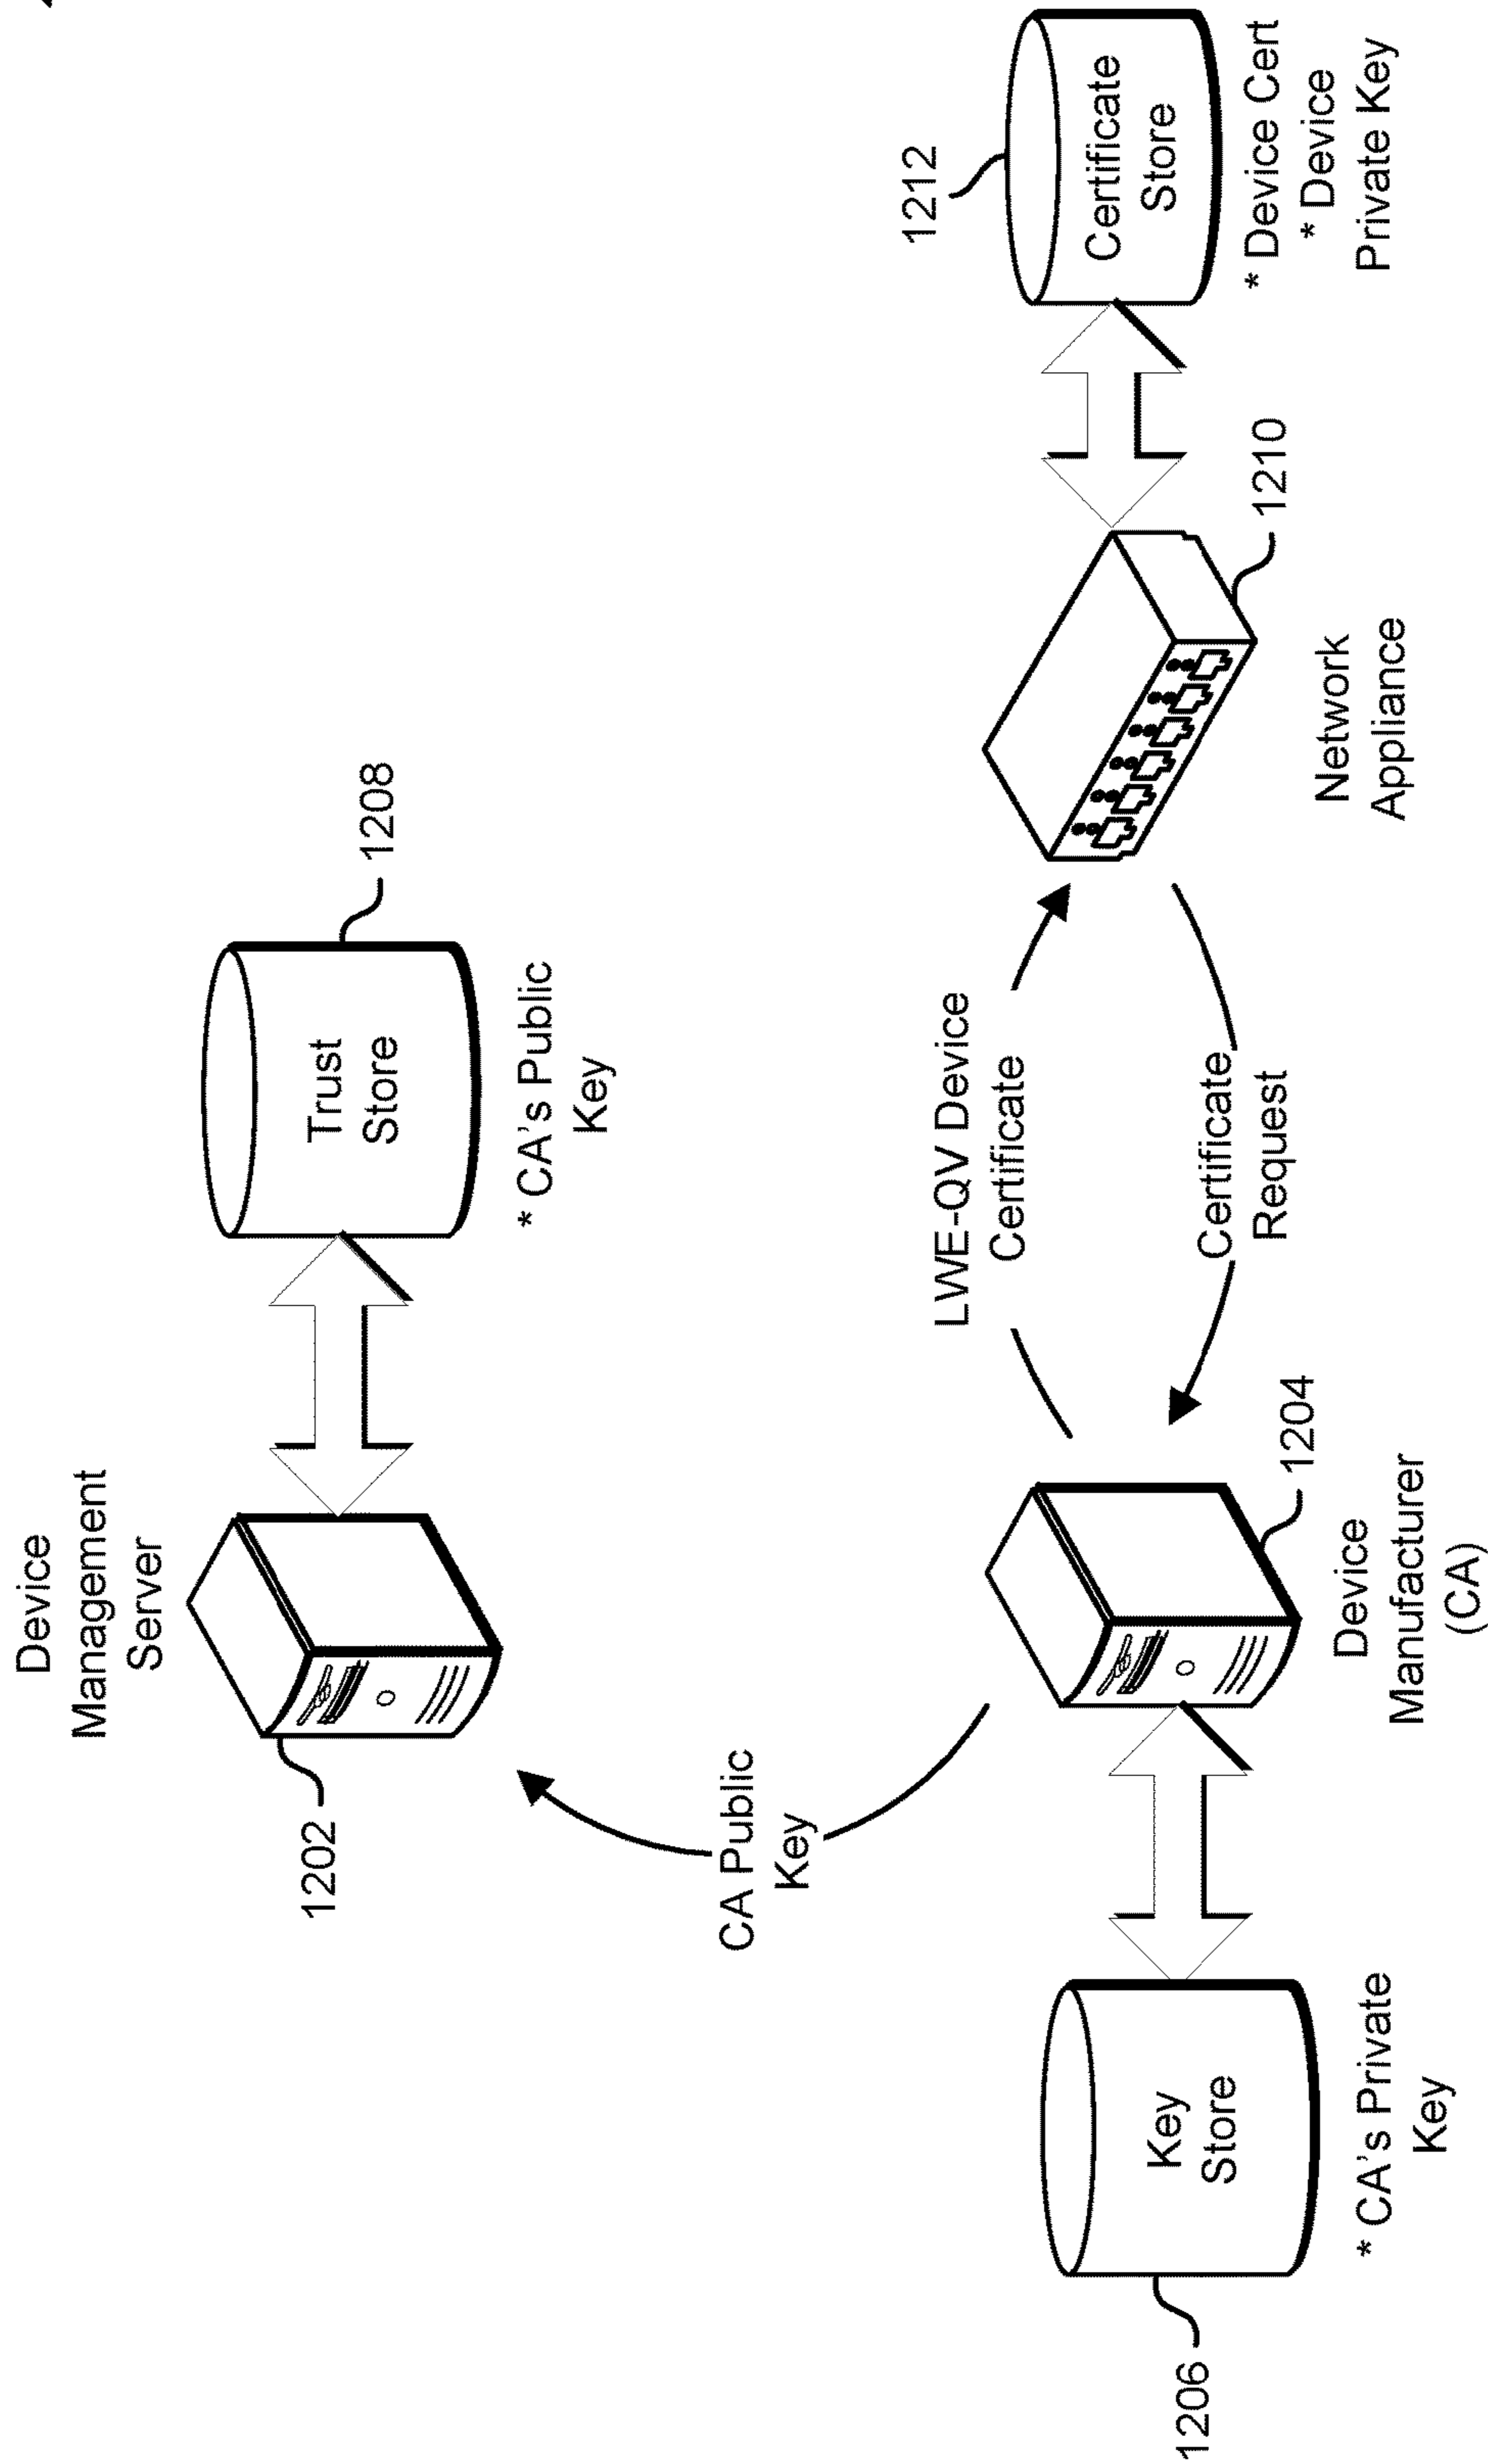 Device
Management
Server
1202
Trust
Store
1208
* CA's Public
Key
CA Public
Key
LWE-QV Device
Certificate
Certificate
Request
1206
Key
Store
* CA's Private
Key
1204
Device
Manufacturer
(CA)
1210
Network
Appliance
1212
Certificate
Store
* Device Cert
* Device
Private Key